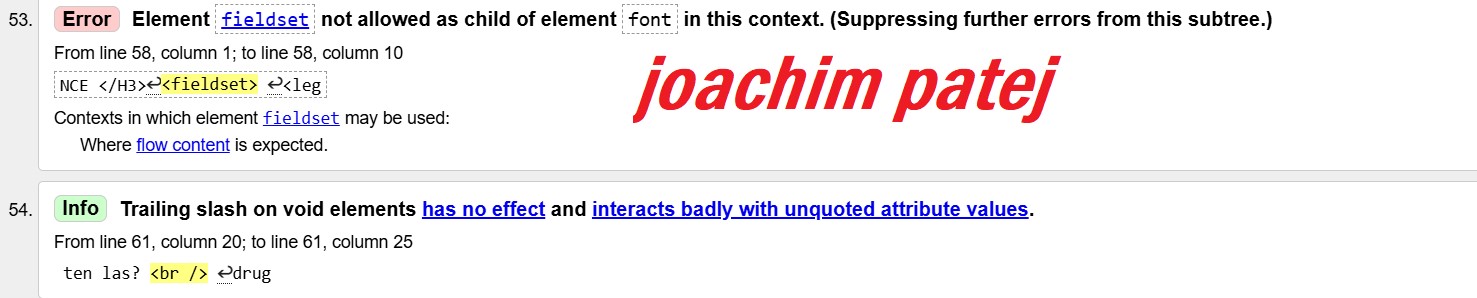 53. Error Element fieldset not allowed as child of element font in this context. (Suppressing further errors from this subtree.)
From line 58, column 1; to line 58, column 10
NCE </H3>↩<fieldset> ↩<leg
joachim patej
Contexts in which element fieldset may be used:
Where flow content is expected.
54. Info Trailing slash on void elements has no effect and interacts badly with unquoted attribute values.
From line 61, column 20; to line 61, column 25
ten las? <br /> ↩drug